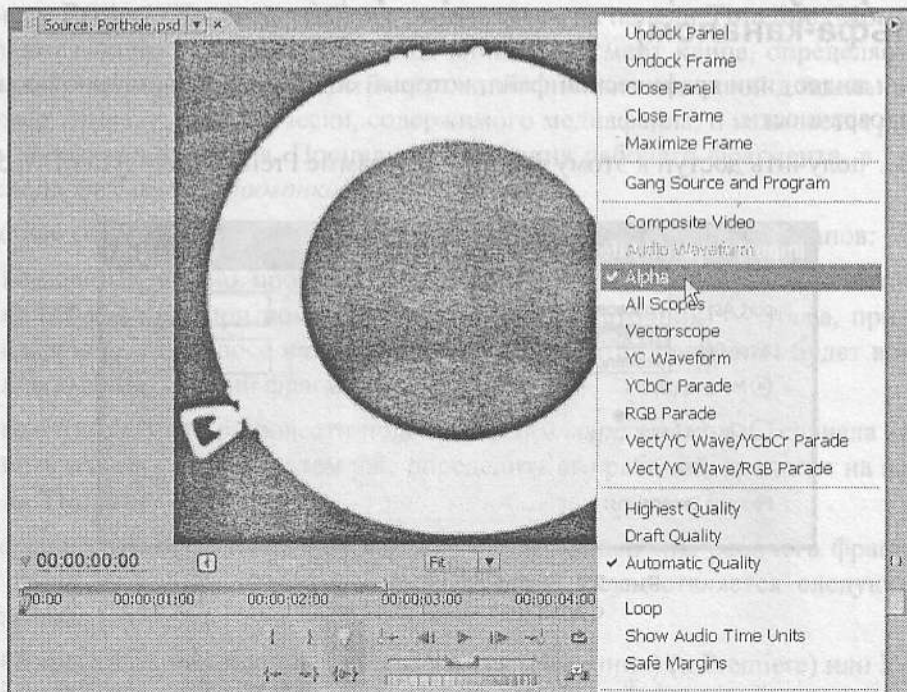 Source: Porthole.psd
Undock Panel
Undock Frame
Close Panel
Close Frame
Maximize Frame
Gang Source and Program
Composite Video
Audio Waveform
Alpha
All Scopes
Vectorscope
YC Waveform
YCbCr Parade
RGB Parade
Vect/YC Wave/YCbCr Parade
Vect/YC Wave/RGB Parade
Highest Quality
Draft Quality
Automatic Quality
Loop
Show Audio Time Units
Safe Margins
00:00:00:00
Fit
00:00 00:00:01:00 00:00:02:00 00:00:03:00 00:00:04:00